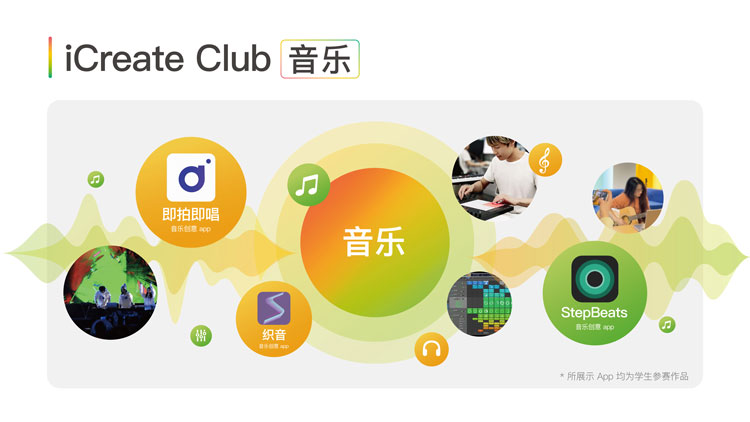 iCreate Club 音乐
即拍即唱
音乐创意 app
音乐
织音
音乐创意 app
StepBeats
音乐创意 app
* 所展示 App 均为学生参赛作品